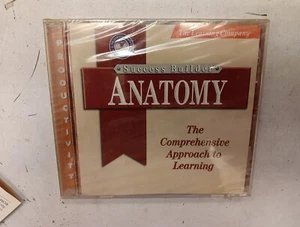 The Learning Company
Success Builder
ANATOMY
The
Comprehensive
Approach to
Learning
PRODUCTIVITY